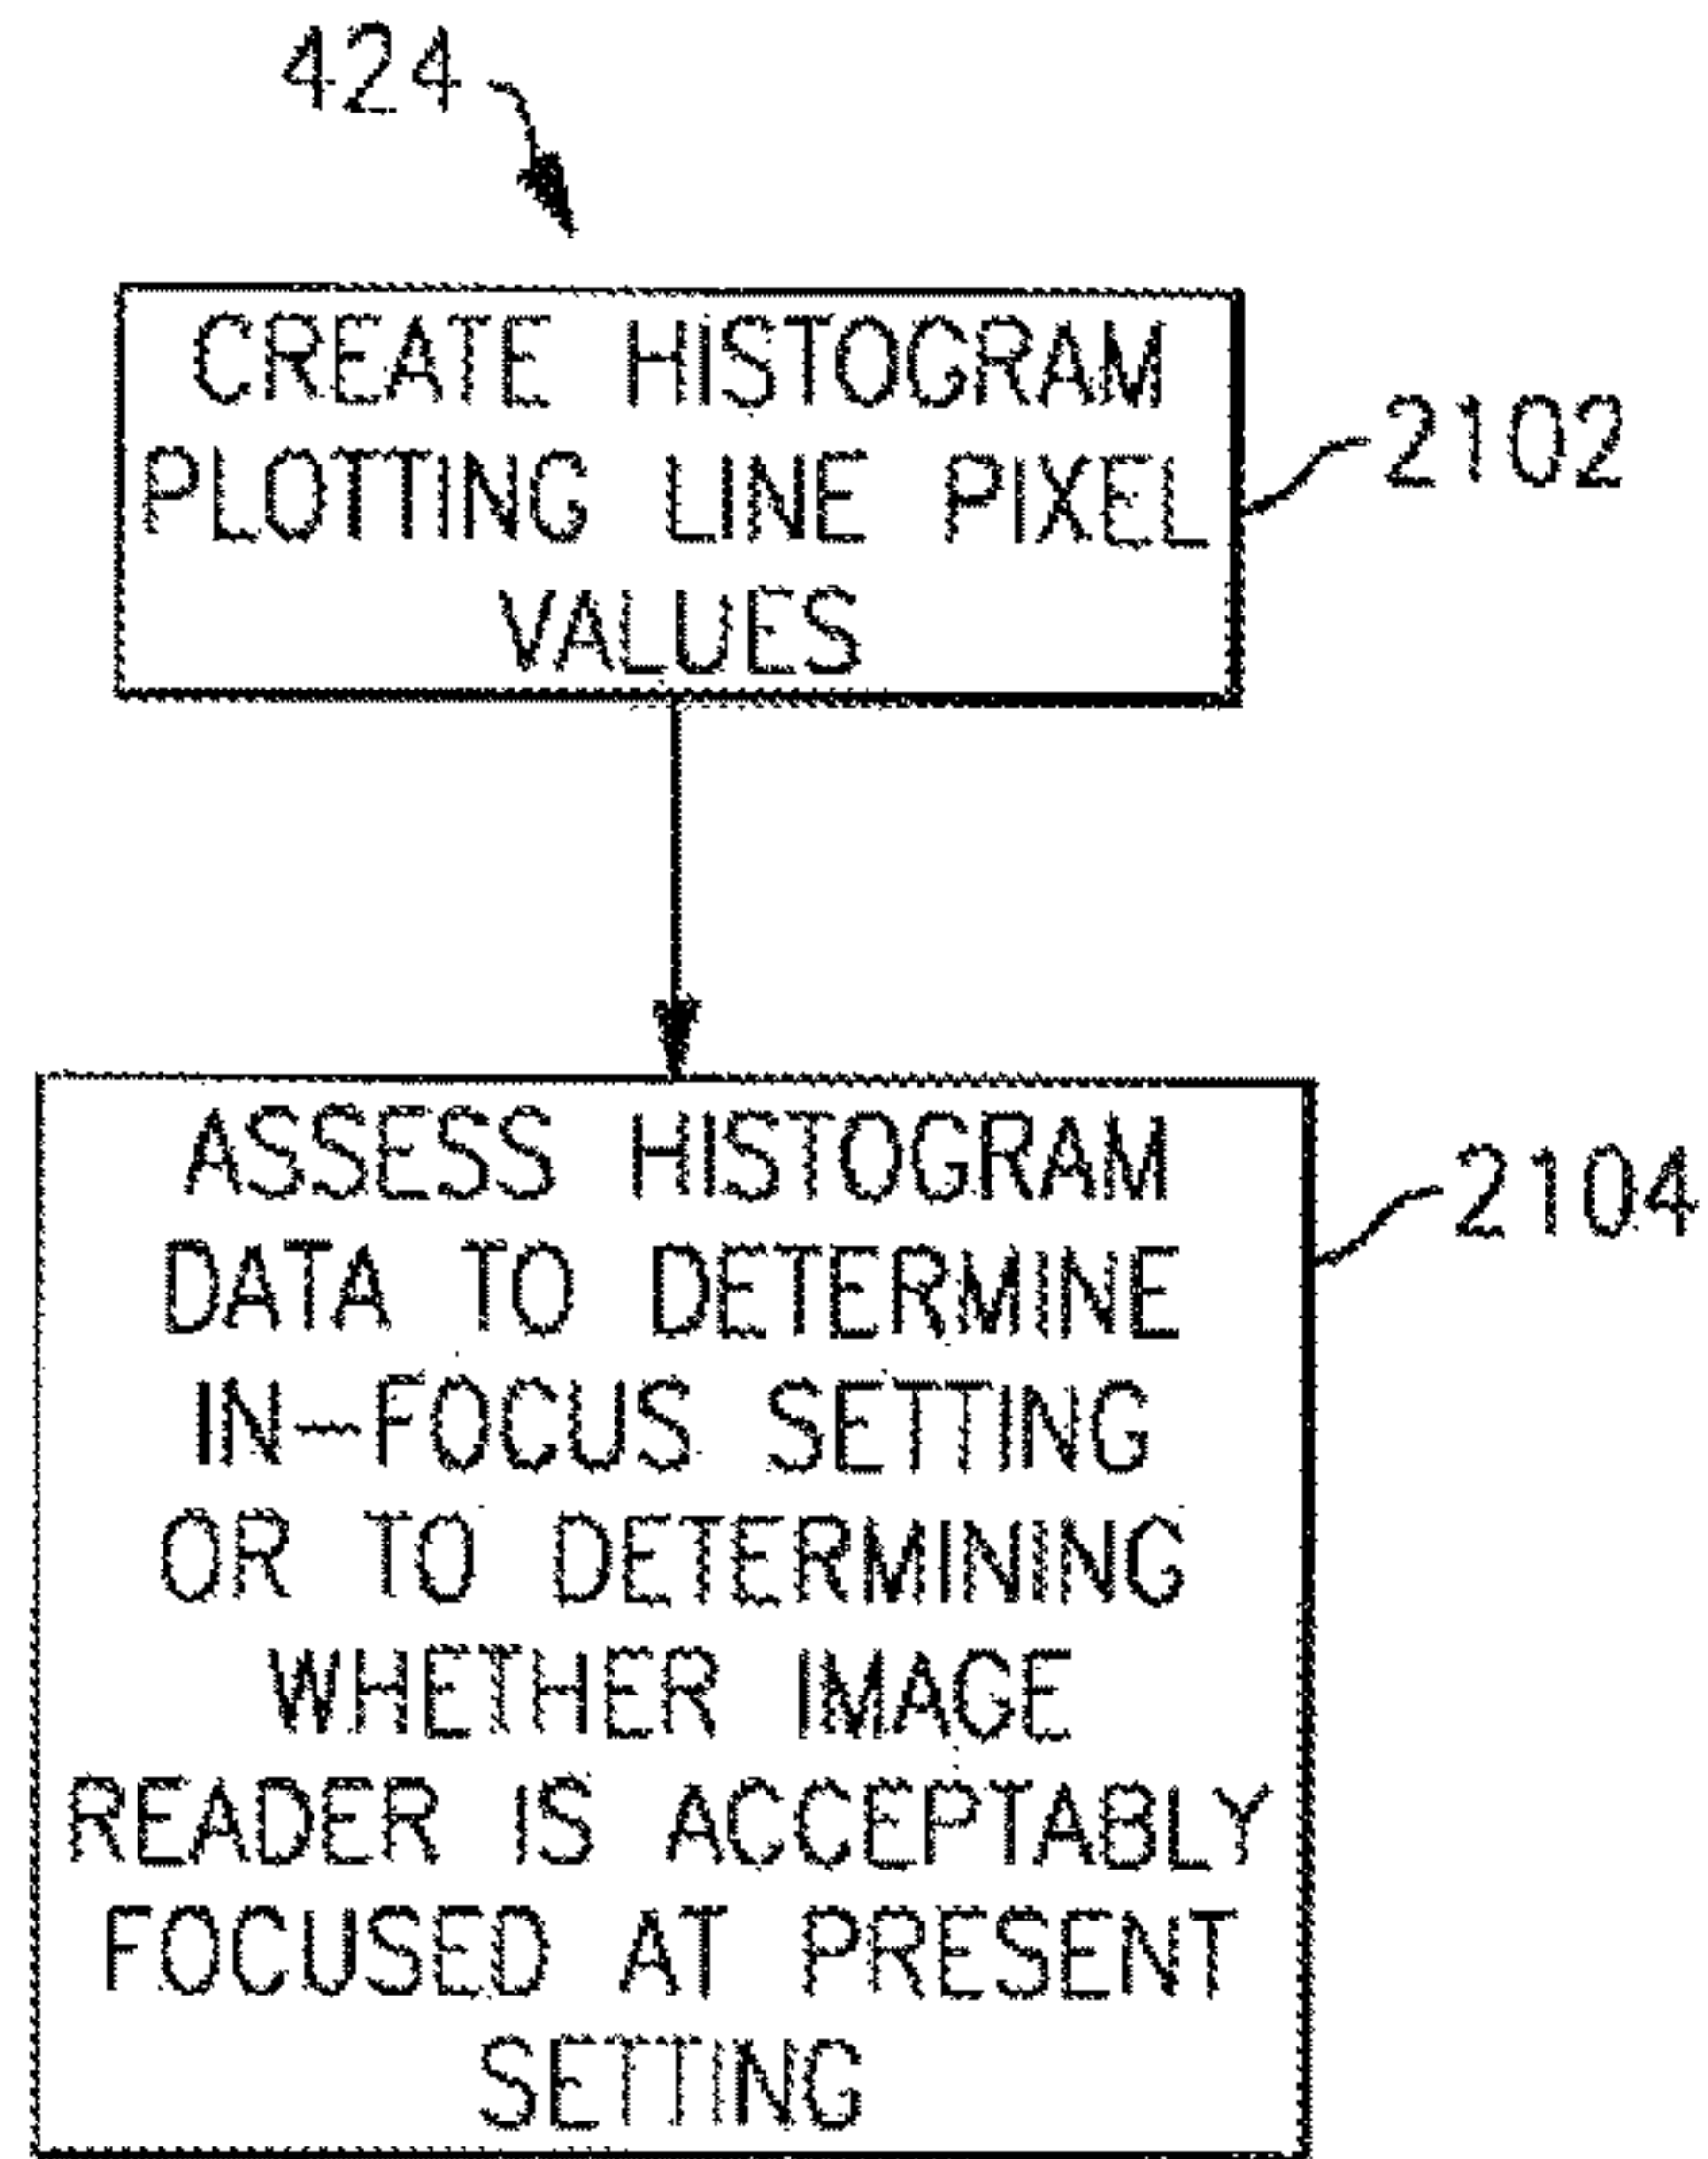 424
CREATE HISTOGRAM
PLOTTING LINE PIXEL
VALUES
2102
ASSESS HISTOGRAM
DATA TO DETERMINE
IN-FOCUS SETTING
OR TO DETERMINING
WHETHER IMAGE
READER IS ACCEPTABLY
FOCUSED AT PRESENT
SETTING
2104